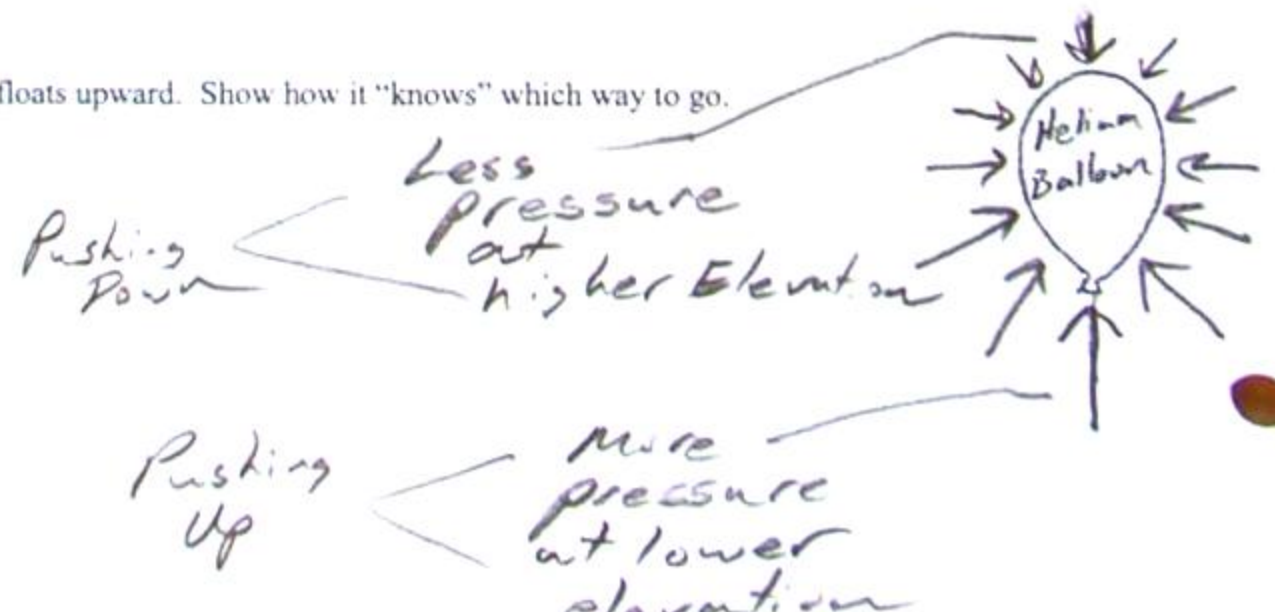 floats upward. Show how it "knows" which way to go.
Helium
Balloon
Less
pressure
at
higher Elevation
Pushing
Down
More
pressure
at lower
elevation
Pushing
Up